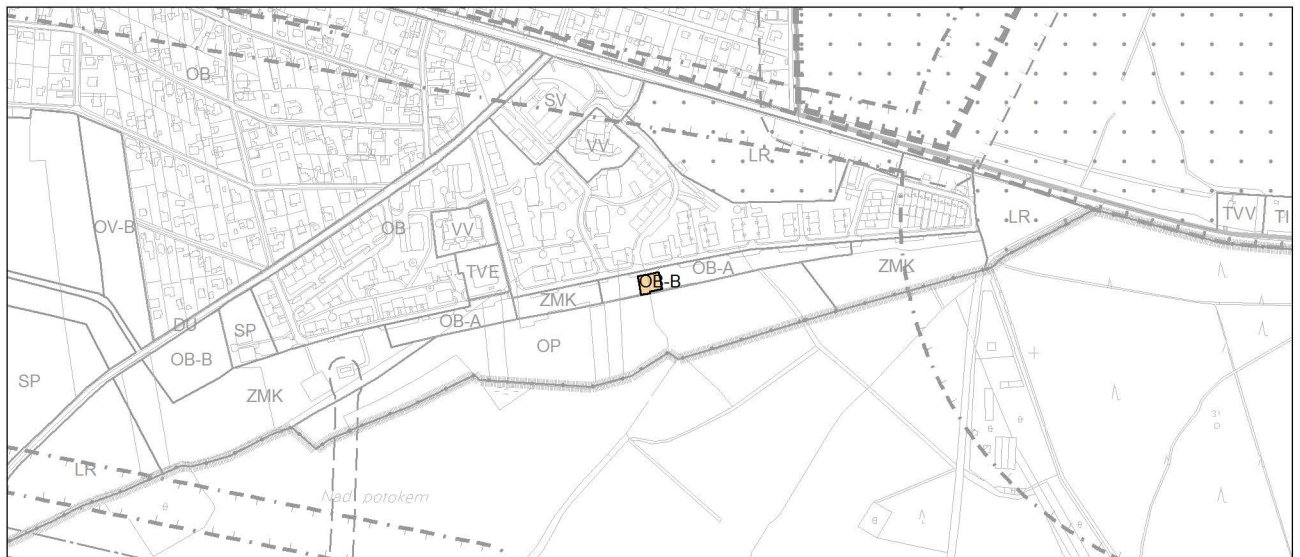 OB
SV
VV
LR
OV-B
OB
VV
TVE
LR
TVV
TI
OB-A
ZMK
OB-B
ZMK
DU
SP
OB-A
OB-B
OP
SP
ZMK
LR
Nad potokem